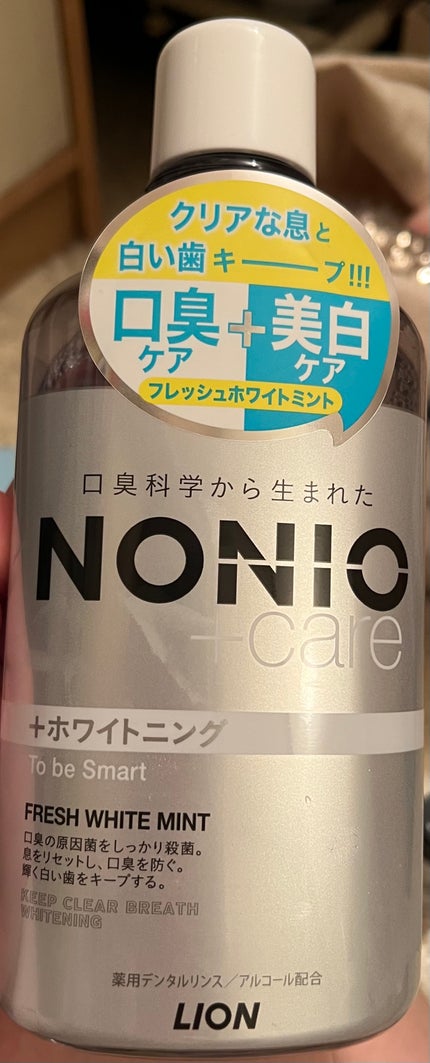 クリアな息と
白い歯キ――プ!!!
口臭ケア+美白ケア
フレッシュホワイトミント
口臭科学から生まれた
NONIO
+care
+ホワイトニング
To be Smart
FRESH WHITE MINT
口臭の原因菌をしっかり殺菌。
息をリセットし、口臭を防ぐ。
輝く白い歯をキープする。
KEEP CLEAR BREATH
WHITENING
薬用デンタルリンス/アルコール配合
LION